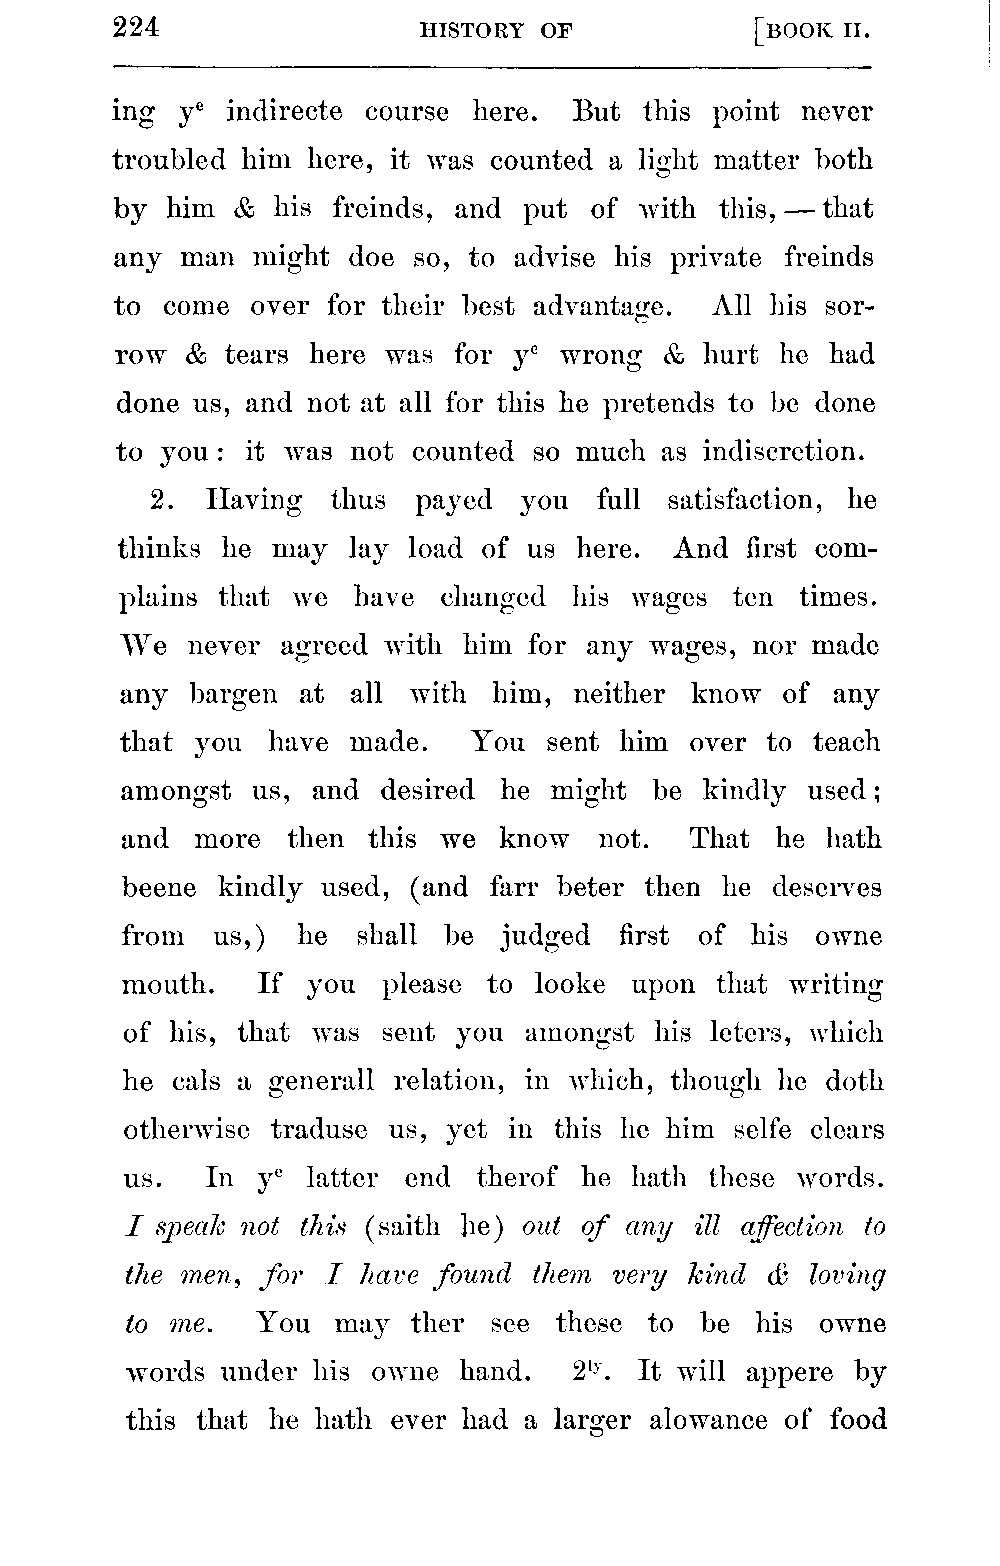 224 HISTORY OF [BOOK II.
ing yᵉ indirecte course here. But this point never
troubled him here, it was counted a light matter both
by him & his freinds, and put of with this, — that
any man might doe so, to advise his private freinds
to come over for their best advantage. All his sor-
row & tears here was for yᵉ wrong & hurt he had
done us, and not at all for this he pretends to be done
to you : it was not counted so much as indiscretion.
2. Having thus payed you full satisfaction, he
thinks he may lay load of us here. And first com-
plains that we have changed his wages ten times.
We never agreed with him for any wages, nor made
any bargen at all with him, neither know of any
that you have made. You sent him over to teach
amongst us, and desired he might be kindly used ;
and more then this we know not. That he hath
beene kindly used, (and farr beter then he deserves
from us,) he shall be judged first of his owne
mouth. If you please to looke upon that writing
of his, that was sent you amongst his leters, which
he cals a generall relation, in which, though he doth
otherwise traduse us, yet in this he him selfe clears
us. In yᵉ latter end therof he hath these words.
I speak not this (saith he) out of any ill affection to
the men, for I have found them very kind & loving
to me. You may ther see these to be his owne
words under his owne hand. 2ˡʸ. It will appere by
this that he hath ever had a larger alowance of food